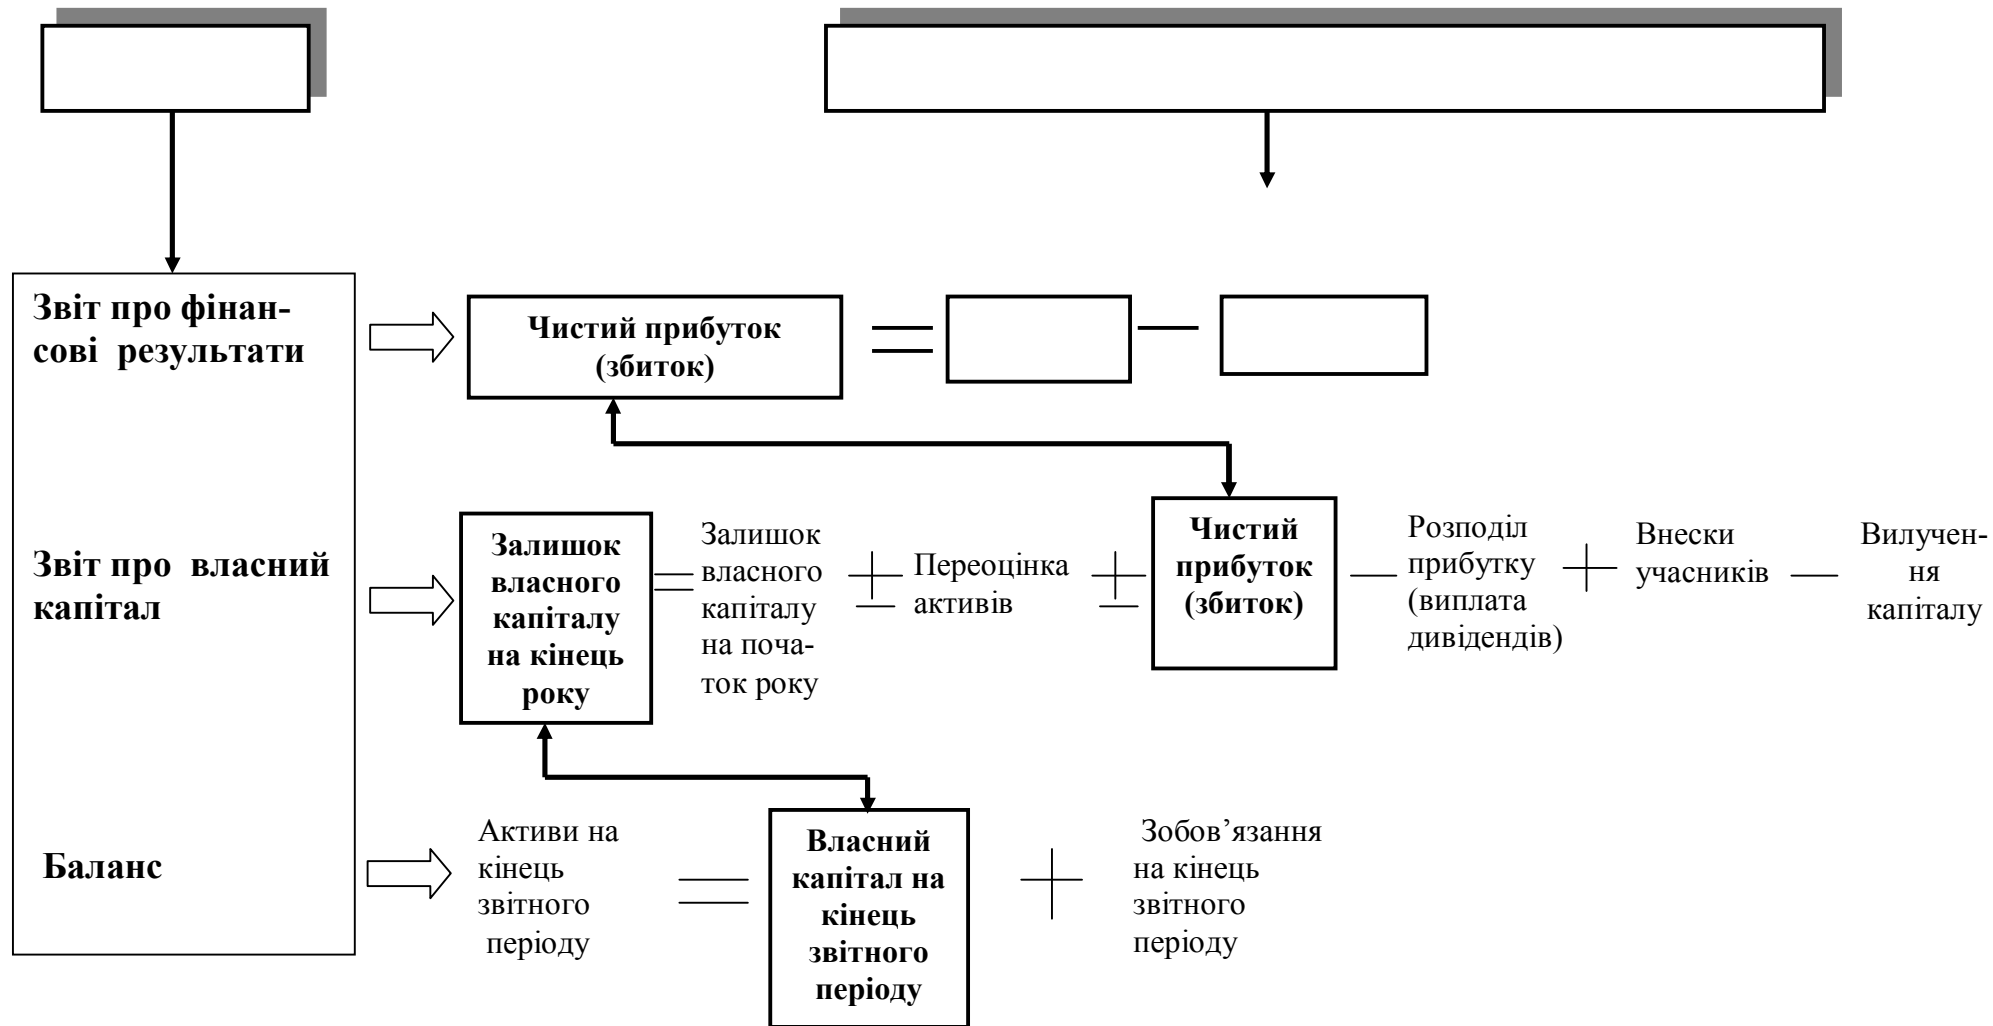 Звіт про фінан-
сові результати
Чистий прибуток
(збиток)
Звіт про власний
капітал
Залишок
власного
капіталу
на кінець
року
Залишок
власного
капіталу
на поча-
ток року
Переоцінка
активів
Чистий
прибуток
(збиток)
Розподіл
прибутку
(виплата
дивідендів)
Внески
учасників
Вилучен-
ня
капіталу
Баланс
Активи на
кінець
звітного
періоду
Власний
капітал на
кінець
звітного
періоду
Зобов’язання
на кінець
звітного
періоду